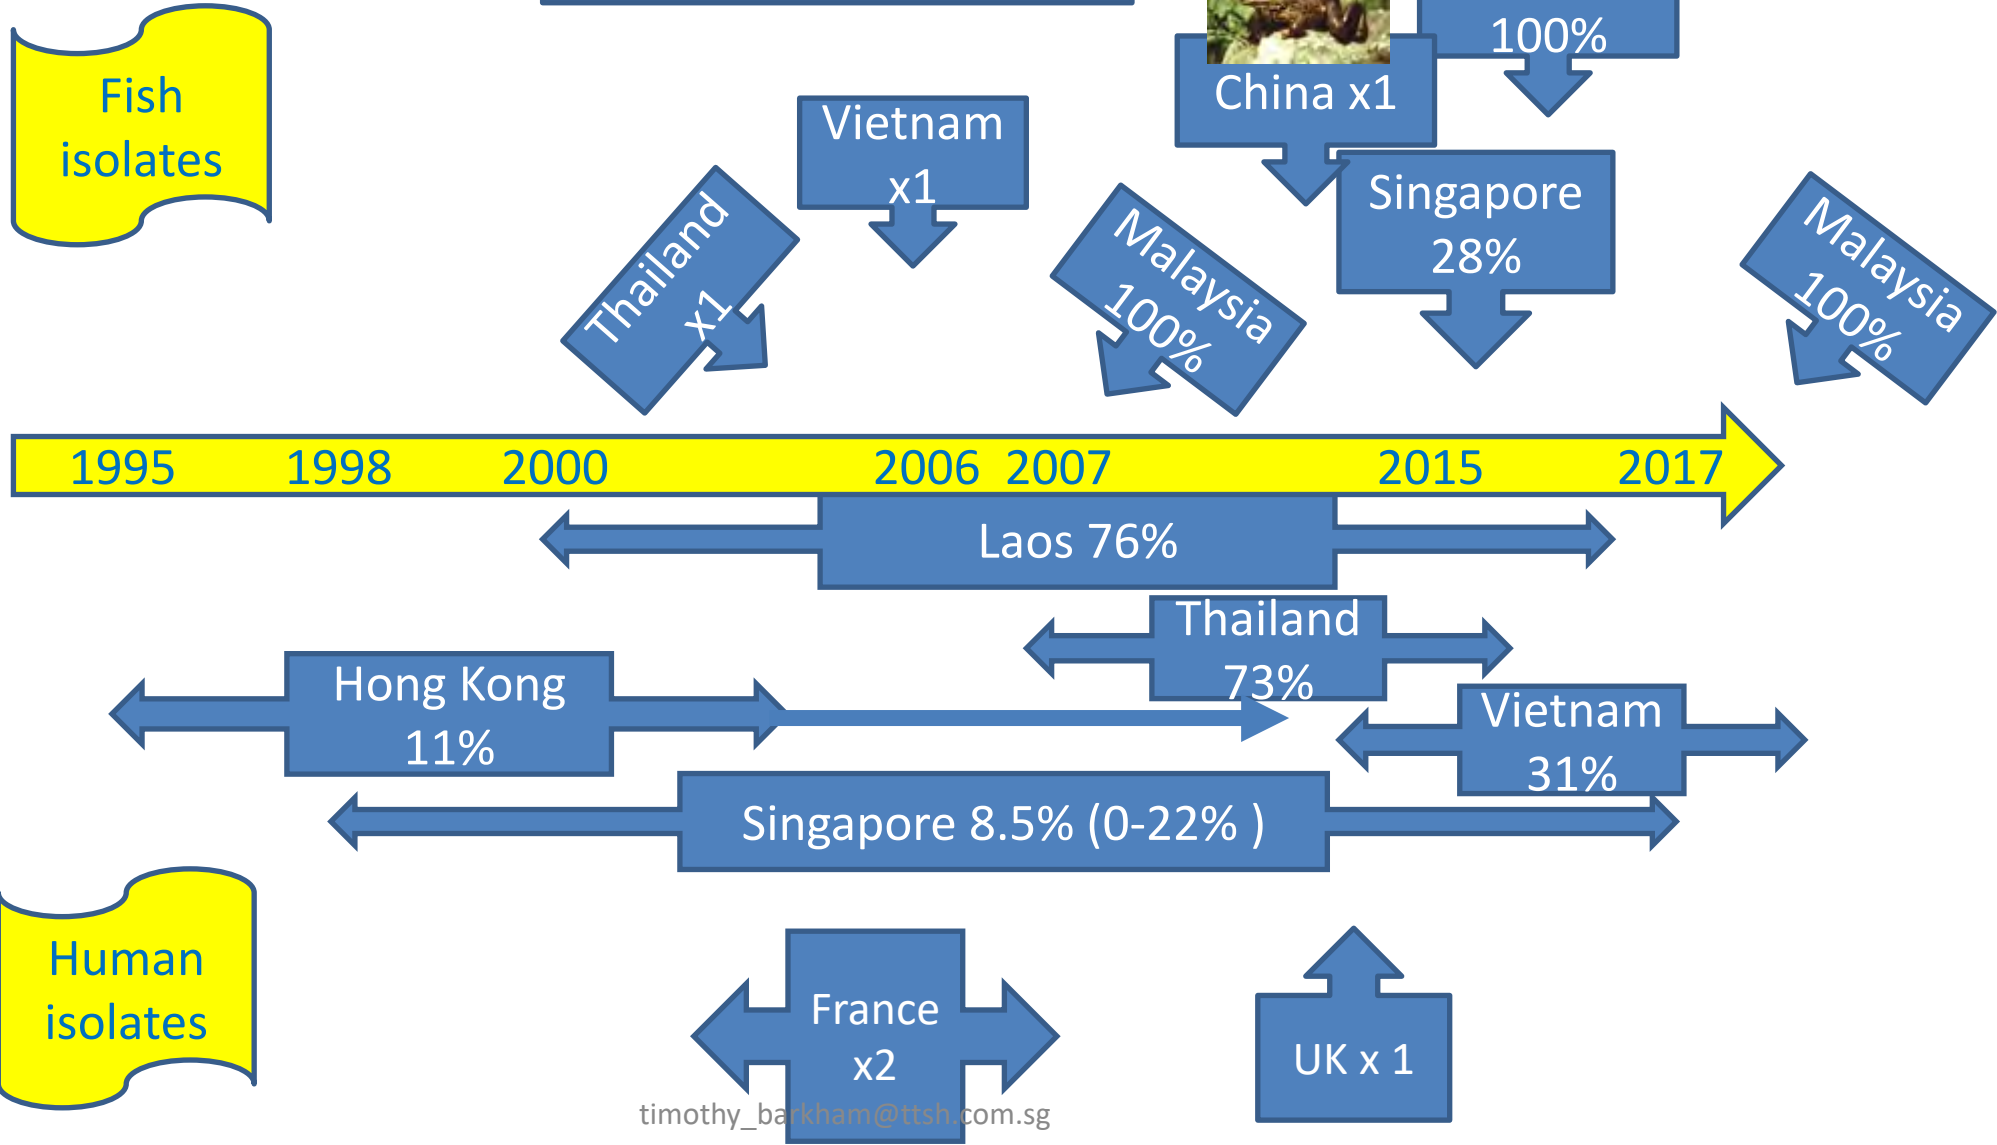 100%
Fish
isolates
China x1
Vietnam
x1
Singapore
28%
Thailand
x1
Malaysia
100%
Malaysia
100%
1995 1998 2000 2006 2007 2015 2017
Laos 76%
Thailand
73%
Hong Kong
11%
Vietnam
31%
Singapore 8.5% (0-22% )
Human
isolates
France
x2
UK x 1
timothy_barkham@ttsh.com.sg